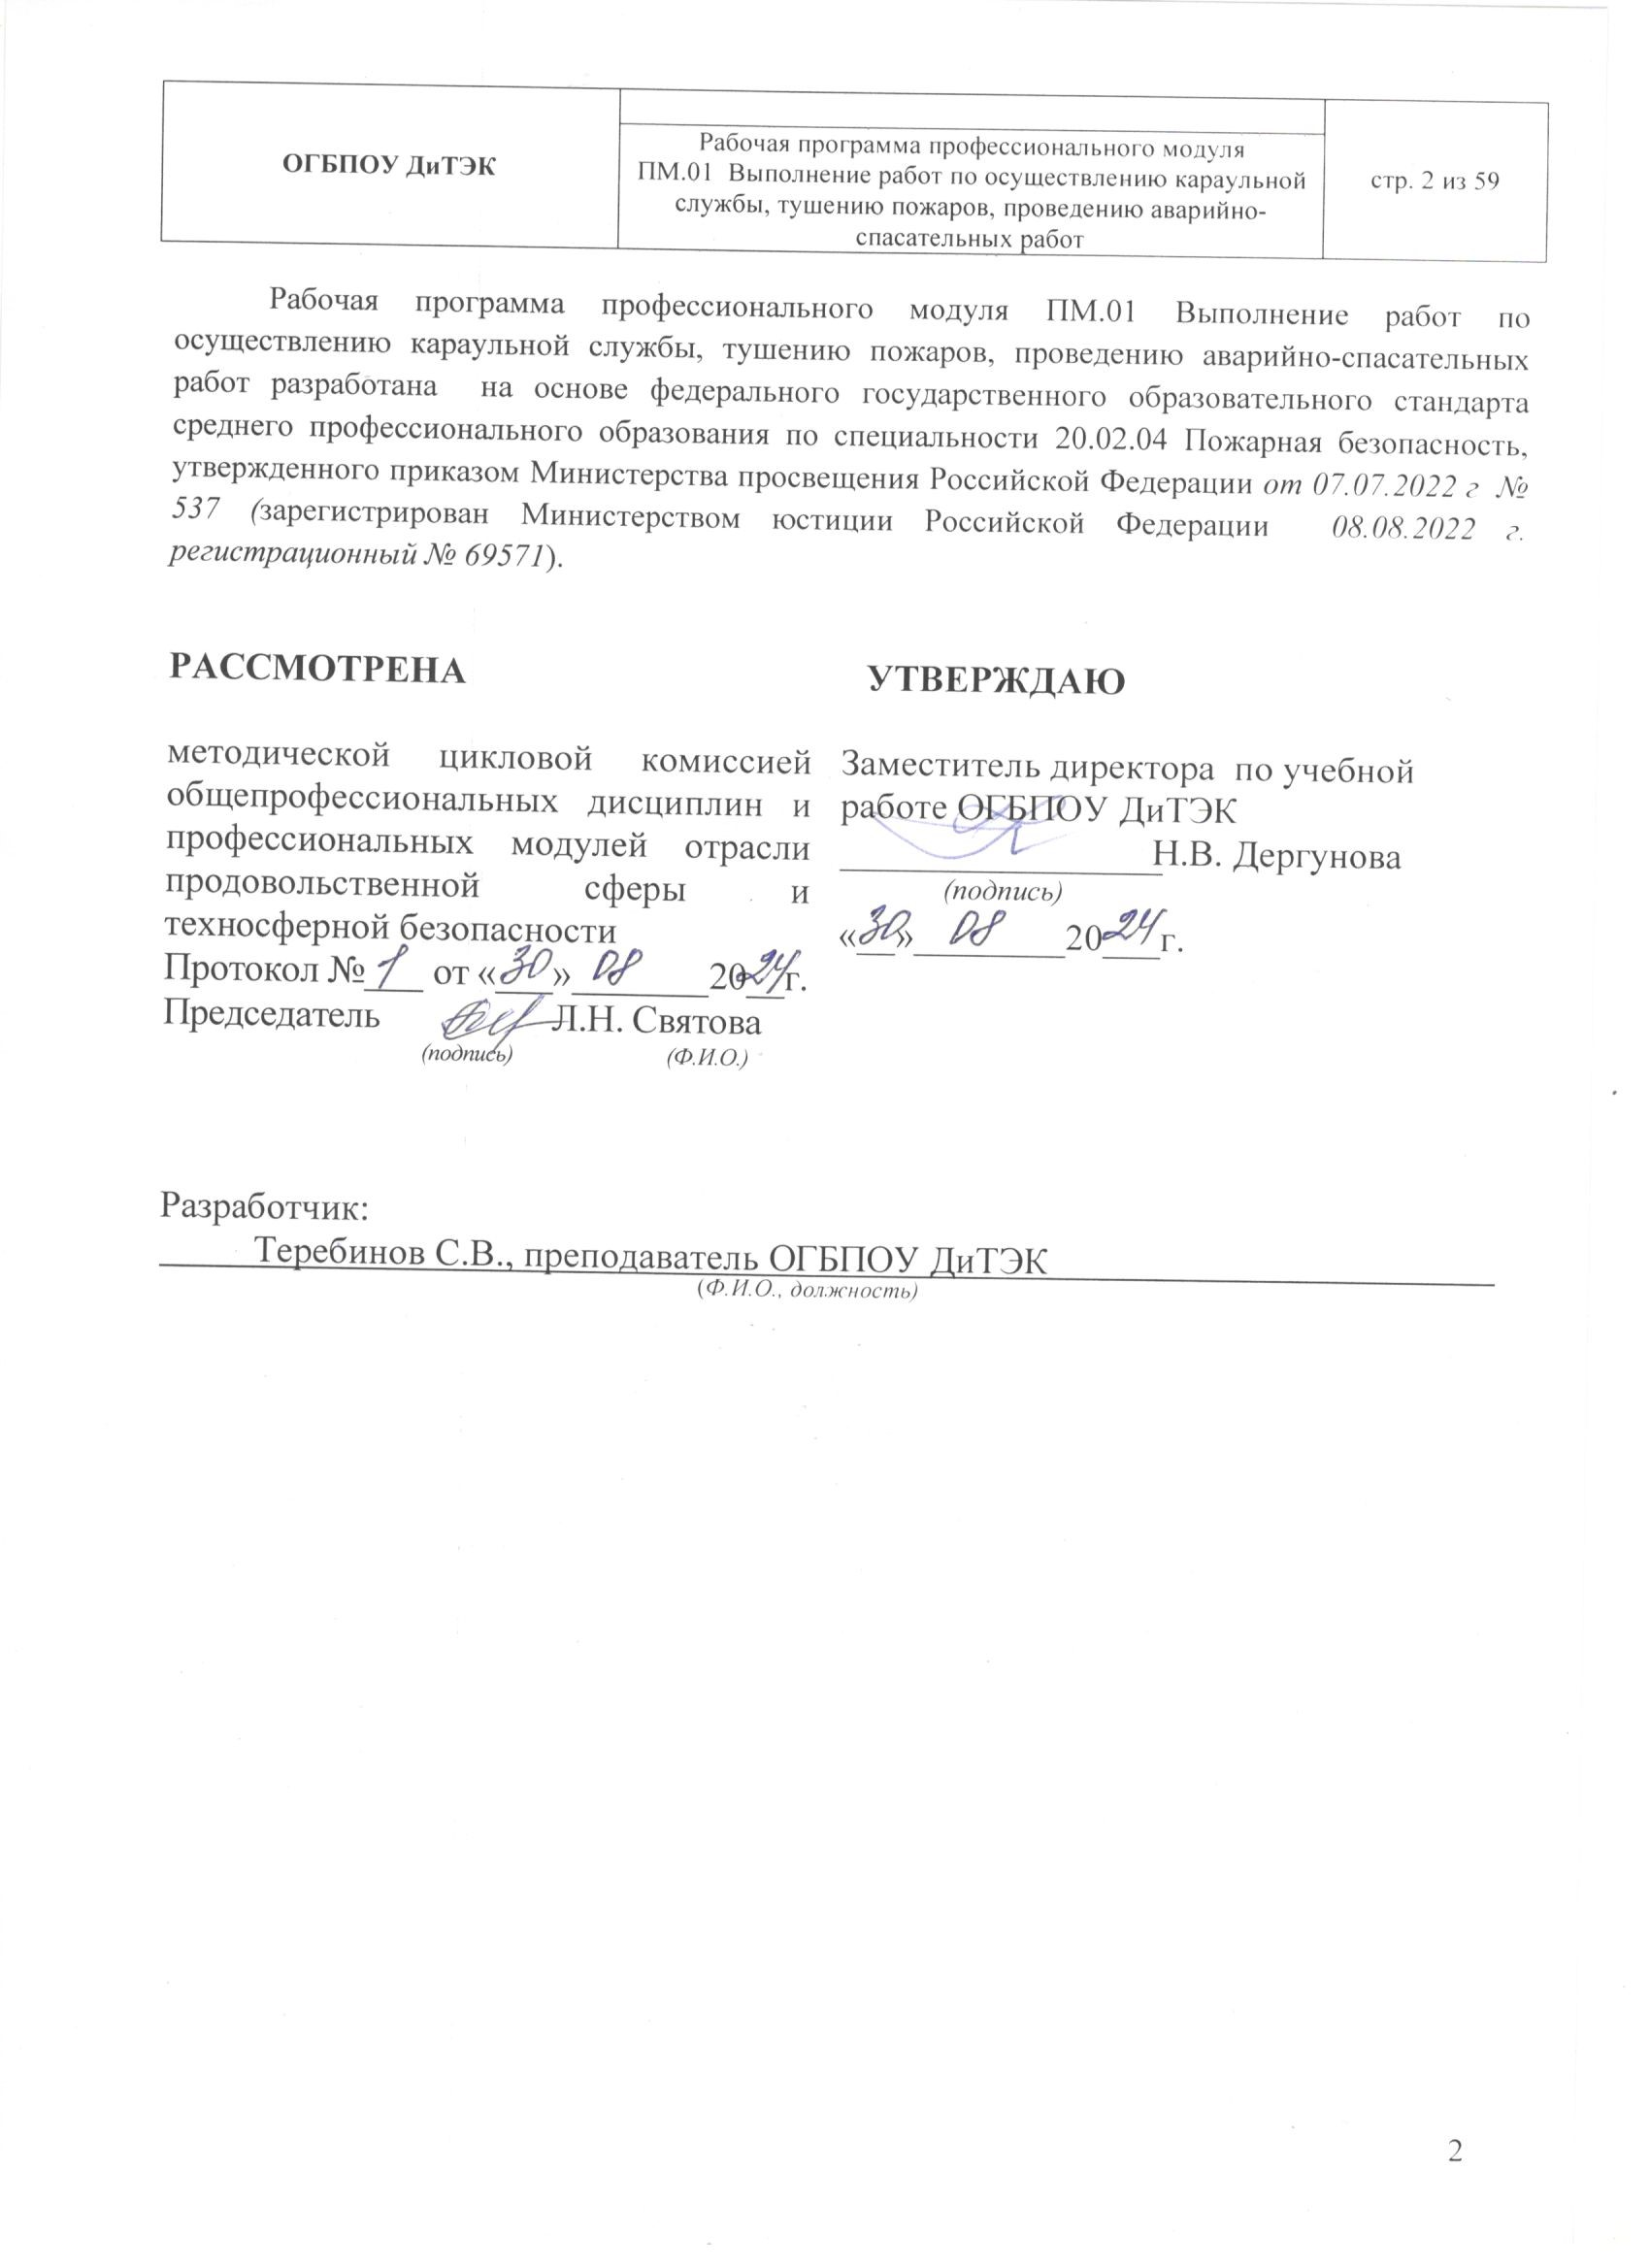 ОГБПОУ ДиТЭК
Рабочая программа профессионального модуля
ПМ.01 Выполнение работ по осуществлению караульной
службы, тушению пожаров, проведению аварийно-
спасательных работ
стр. 2 из 59
Рабочая программа профессионального модуля ПМ.01 Выполнение работ по
осуществлению караульной службы, тушению пожаров, проведению аварийно-спасательных
работ разработана на основе федерального государственного образовательного стандарта
среднего профессионального образования по специальности 20.02.04 Пожарная безопасность,
утвержденного приказом Министерства просвещения Российской Федерации от 07.07.2022 г №
537 (зарегистрирован Министерством юстиции Российской Федерации 08.08.2022 г.
регистрационный № 69571).
РАССМОТРЕНА
методической цикловой комиссией
общепрофессиональных дисциплин и
профессиональных модулей отрасли
продовольственной сферы и
техносферной безопасности
Протокол № 1 от «30» 08 2024г.
Председатель Л.Н. Святова
(подпись) (Ф.И.О.)
УТВЕРЖДАЮ
Заместитель директора по учебной
работе ОГБПОУ ДиТЭК
Н.В. Дергунова
(подпись)
«30» 08 2024г.
Разработчик:
Теребинов С.В., преподаватель ОГБПОУ ДиТЭК
(Ф.И.О., должность)
2